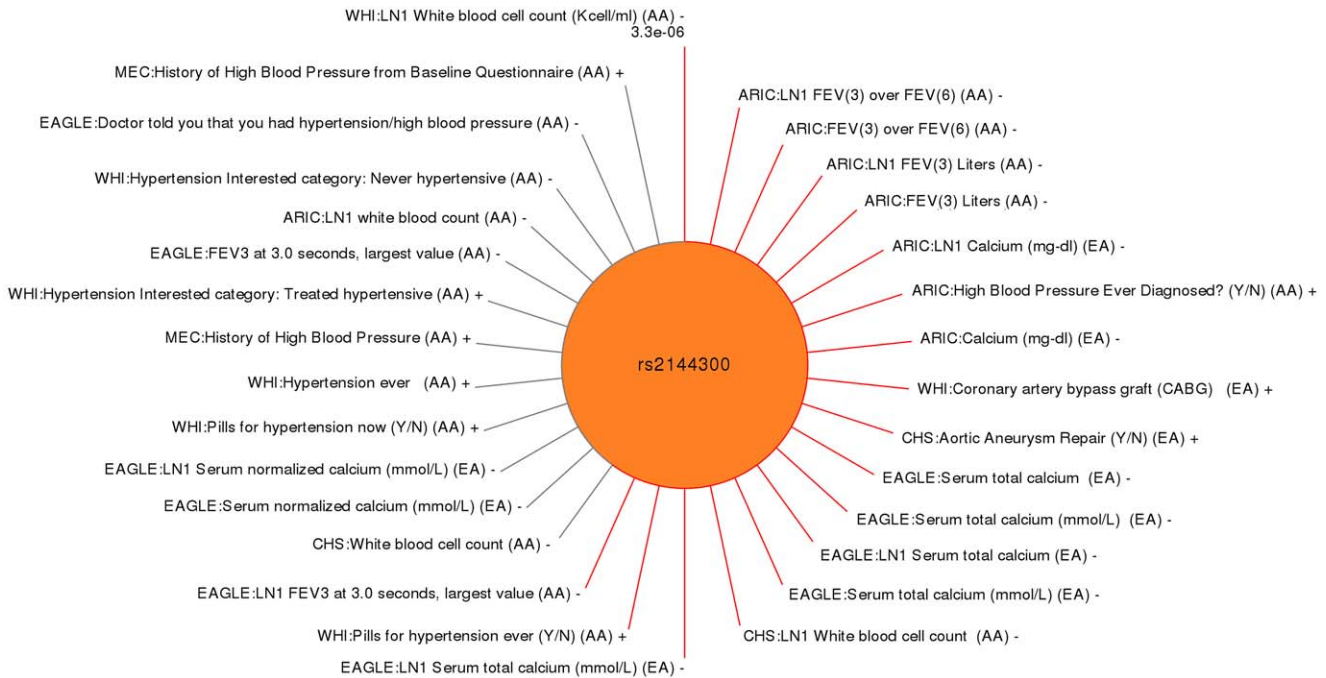 WHI:LN1 White blood cell count (Kcell/ml) (AA) -
3.3e-06
ARIC:LN1 FEV(3) over FEV(6) (AA) -
ARIC:FEV(3) over FEV(6) (AA) -
ARIC:LN1 FEV(3) Liters (AA) -
ARIC:FEV(3) Liters (AA) -
ARIC:LN1 Calcium (mg-dl) (EA) -
ARIC:High Blood Pressure Ever Diagnosed? (Y/N) (AA) +
ARIC:Calcium (mg-dl) (EA) -
WHI:Coronary artery bypass graft (CABG) (EA) +
CHS:Aortic Aneurysm Repair (Y/N) (EA) +
EAGLE:Serum total calcium (EA) -
EAGLE:Serum total calcium (mmol/L) (EA) -
EAGLE:LN1 Serum total calcium (EA) -
EAGLE:Serum total calcium (mmol/L) (EA) -
CHS:LN1 White blood cell count (AA) -
EAGLE:LN1 Serum total calcium (mmol/L) (EA) -
WHI:Pills for hypertension ever (Y/N) (AA) +
EAGLE:LN1 FEV3 at 3.0 seconds, largest value (AA) -
CHS:White blood cell count (AA) -
EAGLE:Serum normalized calcium (mmol/L) (EA) -
EAGLE:LN1 Serum normalized calcium (mmol/L) (EA) -
WHI:Pills for hypertension now (Y/N) (AA) +
WHI:Hypertension ever (AA) +
MEC:History of High Blood Pressure (AA) +
WHI:Hypertension Interested category: Treated hypertensive (AA) +
EAGLE:FEV3 at 3.0 seconds, largest value (AA) -
ARIC:LN1 white blood count (AA) -
WHI:Hypertension Interested category: Never hypertensive (AA) -
EAGLE:Doctor told you that you had hypertension/high blood pressure (AA) -
MEC:History of High Blood Pressure from Baseline Questionnaire (AA) +
rs2144300